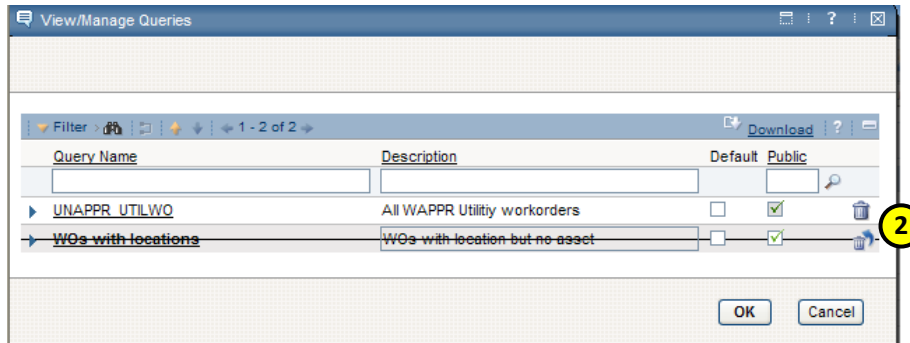 View/Manage Queries ?
Filter 1 - 2 of 2 Download ?
Query Name Description Default Public
UNAPPR_UTILWO All WAPPR Utilitiy workorders
WOs with locations WOs with location but no asset
2
OK Cancel